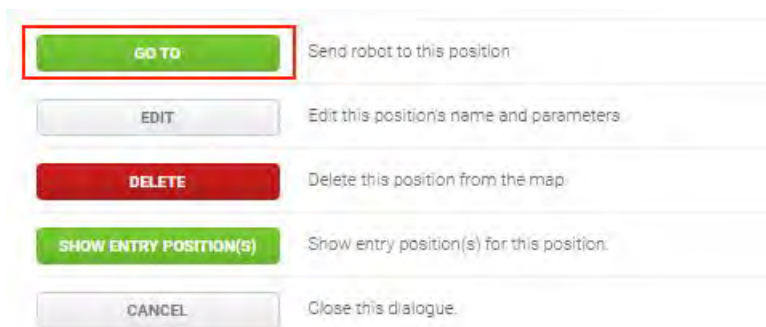 GO TO Send robot to this position
EDIT Edit this position's name and parameters
DELETE Delete this position from the map
SHOW ENTRY POSITION(S) Show entry position(s) for this position.
CANCEL Close this dialogue.